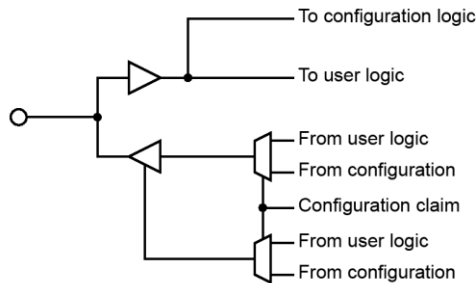 To configuration logic
To user logic
From user logic
From configuration
Configuration claim
From user logic
From configuration